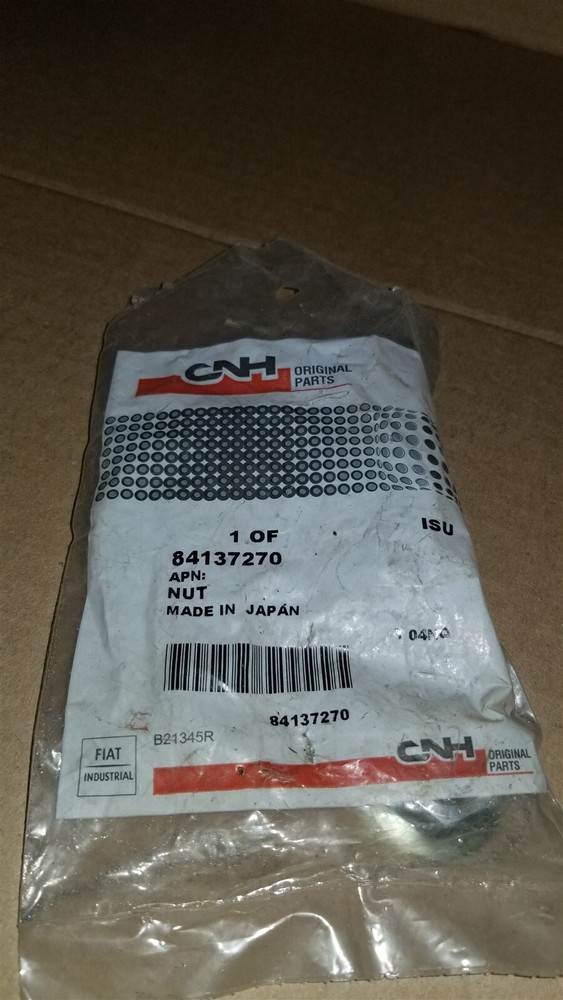 CNH ORIGINAL
PARTS
1 OF
ISU
84137270
APN:
NUT
MADE IN JAPAN
84137270
B21345R
FIAT
INDUSTRIAL
CNH ORIGINAL
PARTS